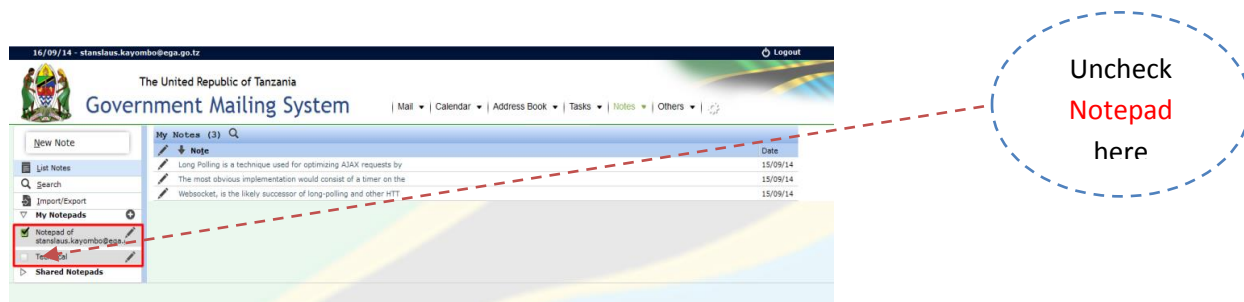 16/09/14 - stanslaus.kayombo@ega.go.tz
Logout
The United Republic of Tanzania
Government Mailing System
| Mail | Calendar | Address Book | Tasks | Notes | Others |
New Note
List Notes
Search
Import/Export
My Notepads
Notepad of
stanslaus.kayombo@ega.
Shared Notepads
My Notes (3)
Note Date
Long Polling is a technique used for optimizing AJAX requests by 15/09/14
The most obvious implementation would consist of a timer on the 15/09/14
Websocket, is the likely successor of long-polling and other HTT 15/09/14
Uncheck
Notepad
here